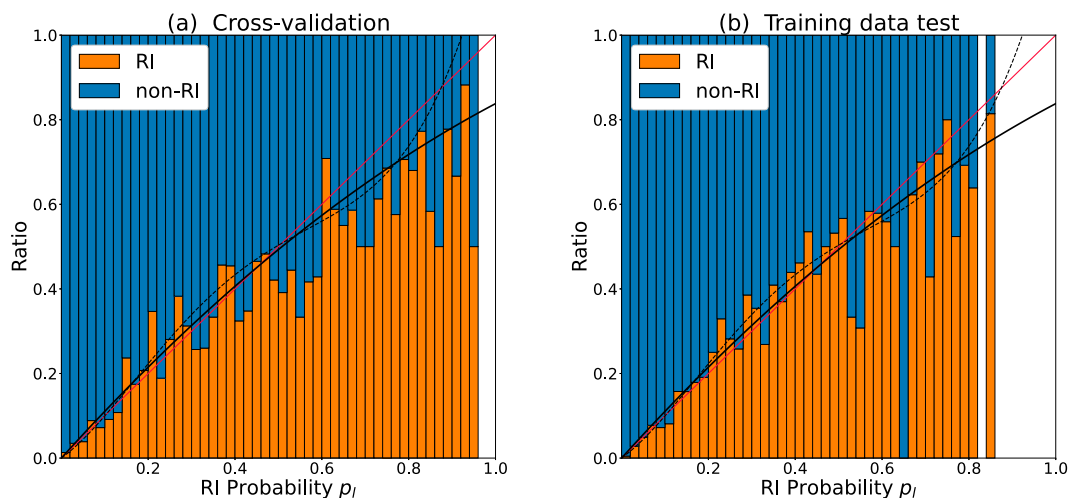 (a) Cross-validation
1.0
0.8
0.6
0.4
0.2
0.0
Ratio
RI
non-RI
0.2 0.4 0.6 0.8 1.0
RI Probability p_l
(b) Training data test
1.0
0.8
0.6
0.4
0.2
0.0
Ratio
RI
non-RI
0.2 0.4 0.6 0.8 1.0
RI Probability p_l